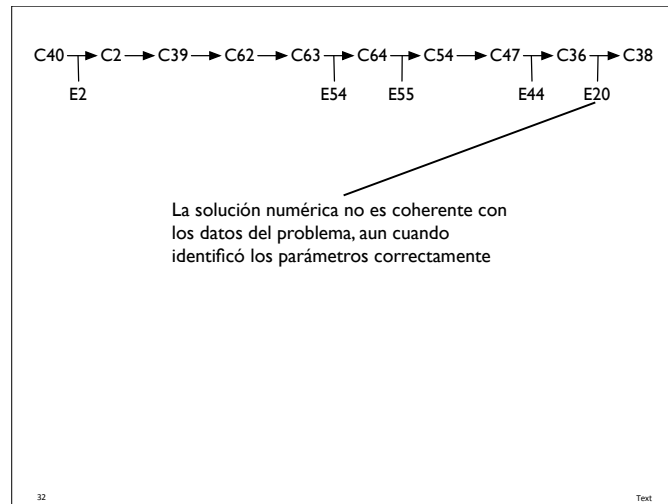 C40 C2 C39 C62 C63 C64 C54 C47 C36 C38
E2 E54 E55 E44 E20
La solución numérica no es coherente con
los datos del problema, aun cuando
identificó los parámetros correctamente
32 Text